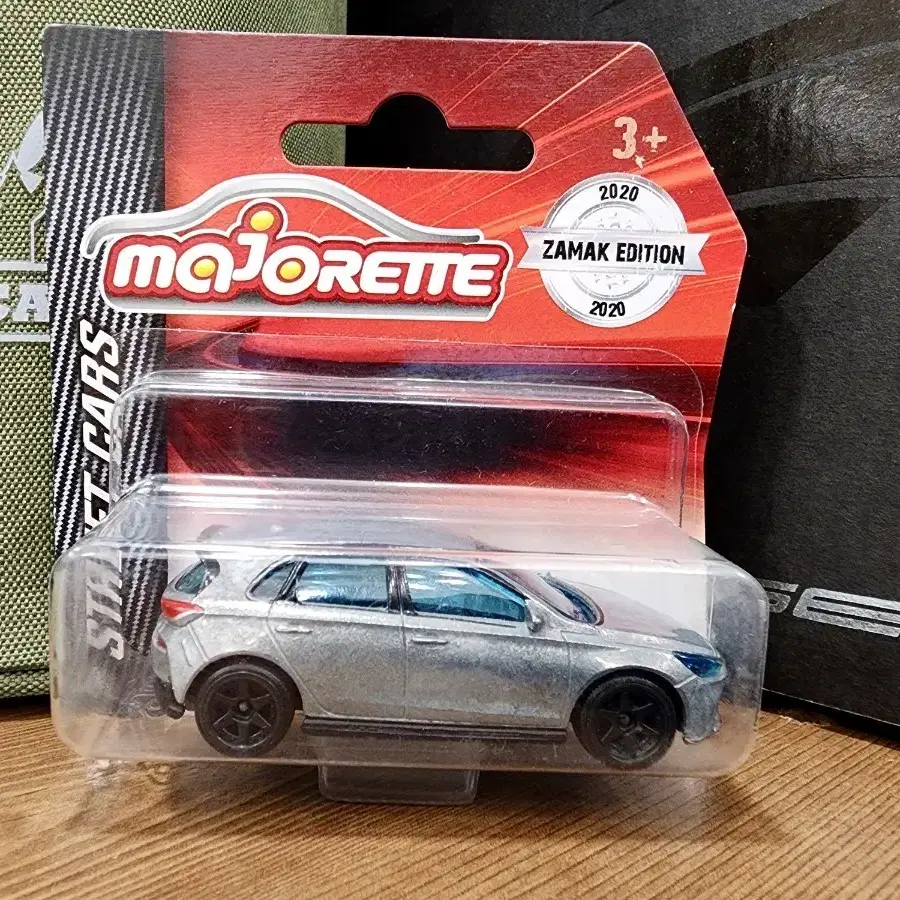 3+
2020
ZAMAK EDITION
2020
MAJORETTE
STREET CARS